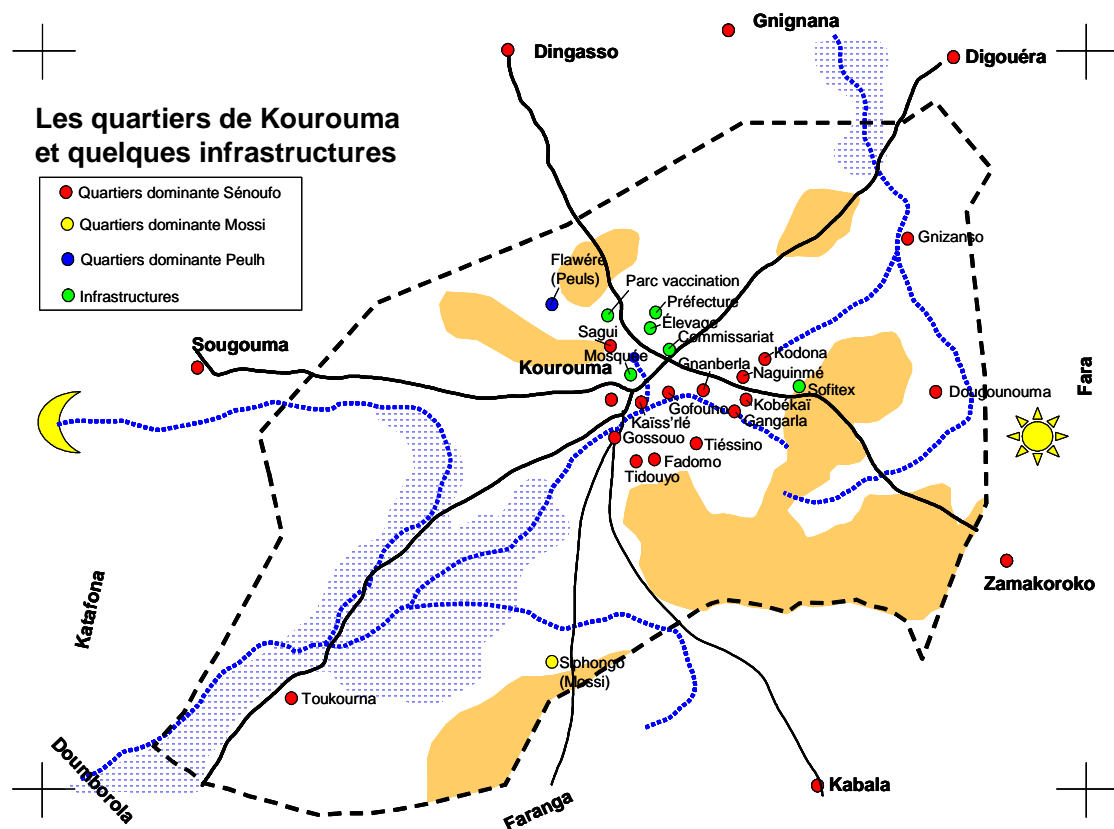 Gnignana
Dingasso
Digouéra
Les quartiers de Kourouma
et quelques infrastructures
Quartiers dominante Sénoufo
Quartiers dominante Mossi
Quartiers dominante Peulh
Infrastructures
Gnizanso
Flawéré
(Peuls)
Parc vaccination
Préfecture
Élevage
Commissariat
Sagui
Mosquée
Sougouma
Kourouma
Gnanberla
Kodona
Naguinmé
Sofitex
Dougounouma
Fara
Gofouno
Kobékaï
Gangarla
Kaïss'rlé
Gossouo
Tiéssino
Fadomo
Tidouyo
Zamakoroko
Katafona
Siphongo
(Mossi)
Toukourna
Doumborola
Faranga
Kabala